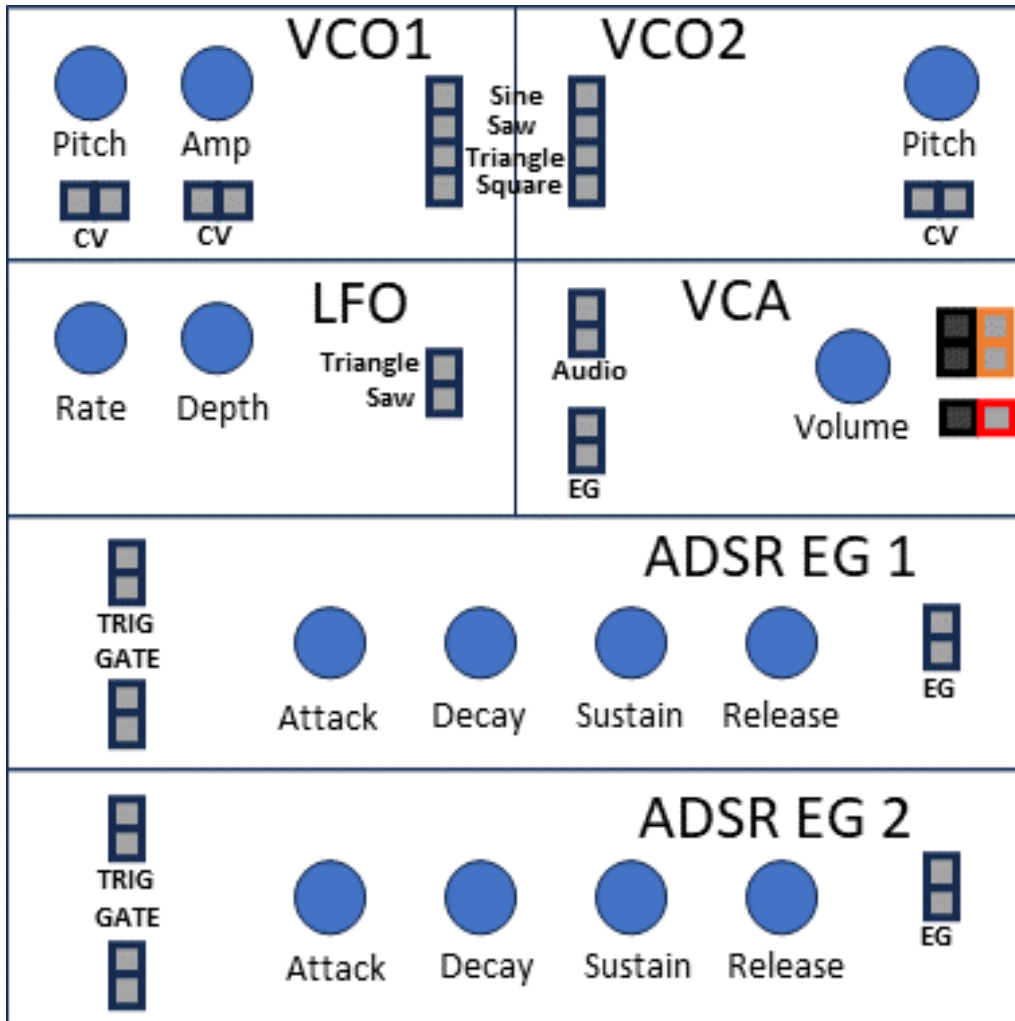 VCO1
VCO2
Pitch
Amp
Sine
Saw
Triangle
Square
Pitch
CV
CV
CV
LFO
VCA
Rate
Depth
Triangle
Saw
Audio
EG
Volume
ADSR EG 1
TRIG
GATE
Attack
Decay
Sustain
Release
EG
ADSR EG 2
TRIG
GATE
Attack
Decay
Sustain
Release
EG